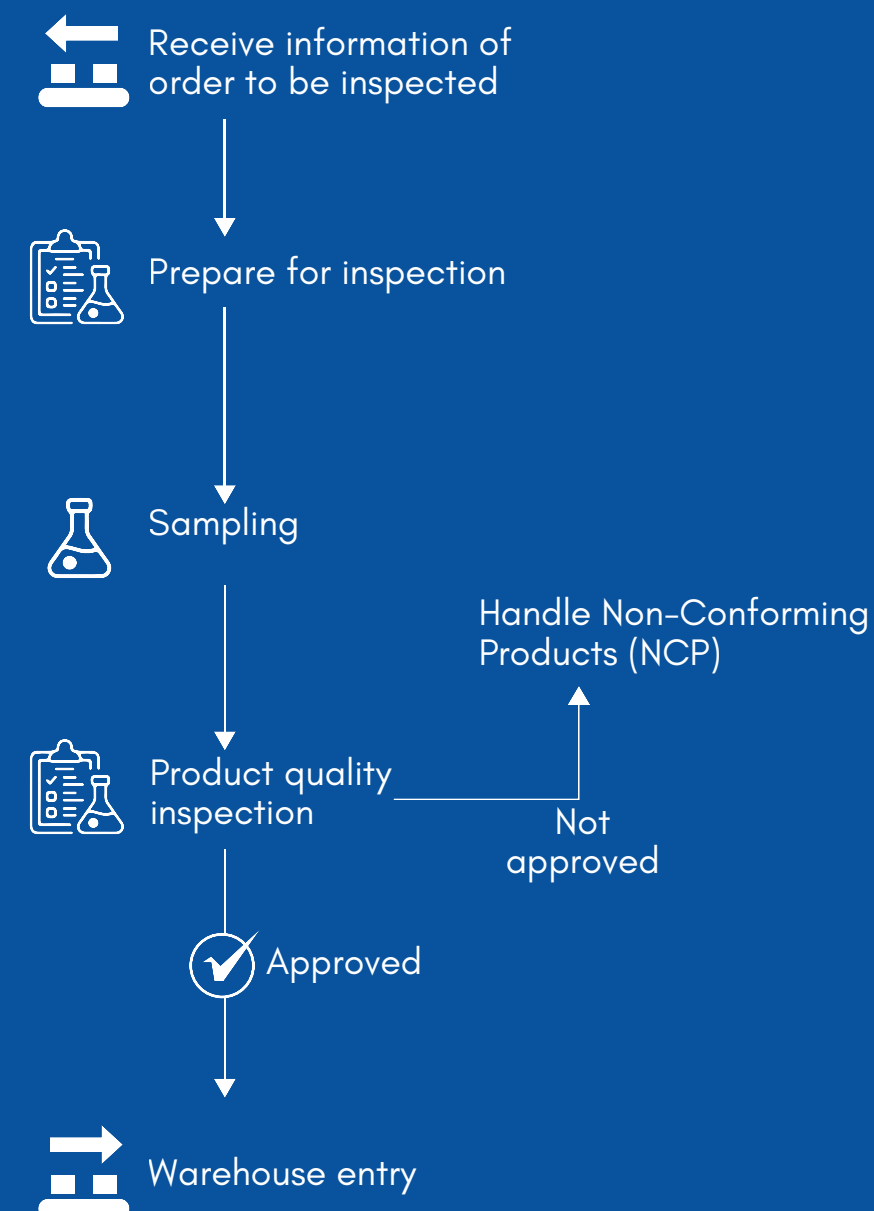 Receive information of
order to be inspected
Prepare for inspection
Sampling
Handle Non-Conforming
Products (NCP)
Product quality
inspection
Not
approved
Approved
Warehouse entry